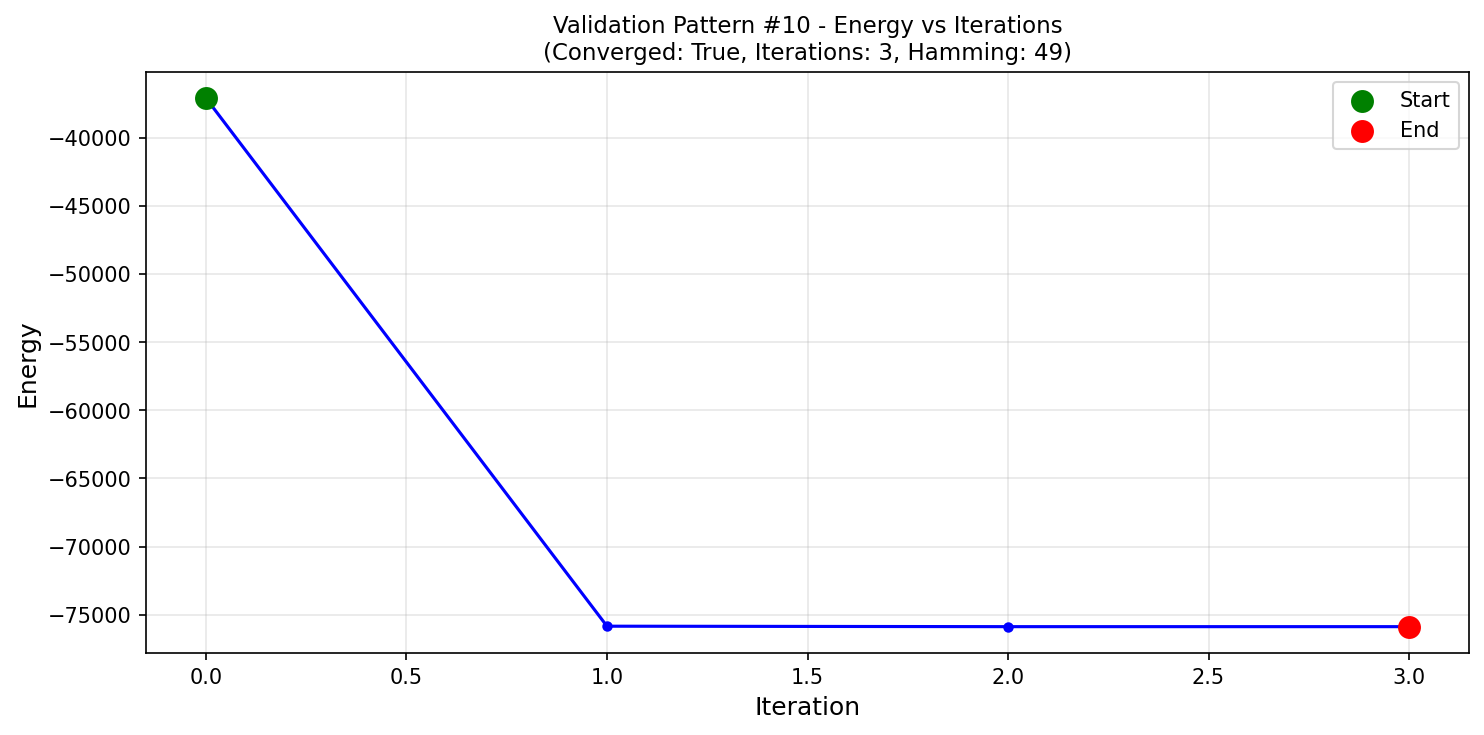 Validation Pattern #10 - Energy vs Iterations
(Converged: True, Iterations: 3, Hamming: 49)
Start
End
−40000
−45000
−50000
−55000
−60000
−65000
−70000
−75000
Energy
0.0 0.5 1.0 1.5 2.0 2.5 3.0
Iteration